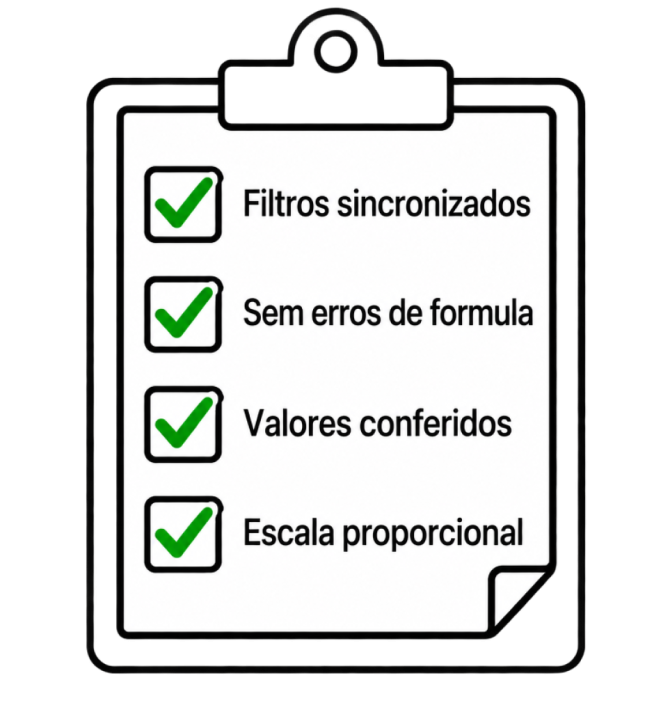 Filtros sincronizados
Sem erros de formula
Valores conferidos
Escala proporcional